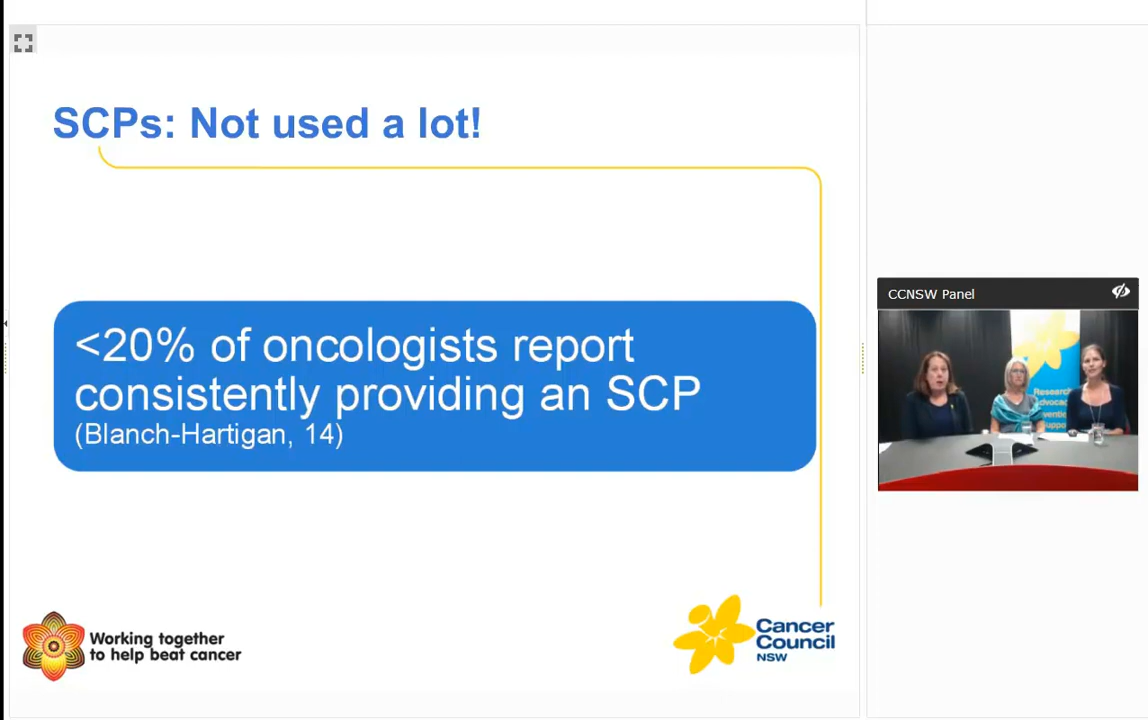 SCPs: Not used a lot!
<20% of oncologists report
consistently providing an SCP
(Blanch-Hartigan, 14)
Working together
to help beat cancer
Cancer
Council
NSW
CCNSW Panel
Support